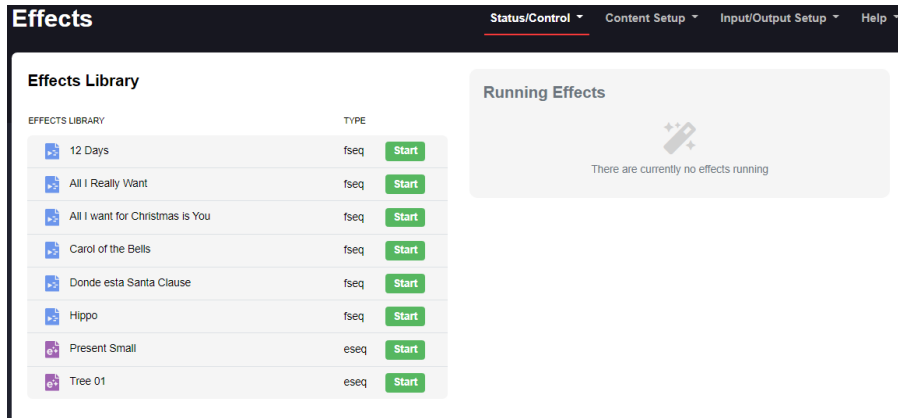 Effects
Status/Control Content Setup Input/Output Setup Help
Effects Library
EFFECTS LIBRARY TYPE
12 Days fseq Start
All I Really Want fseq Start
All I want for Christmas is You fseq Start
Carol of the Bells fseq Start
Donde esta Santa Clause fseq Start
Hippo fseq Start
Present Small eseq Start
Tree 01 eseq Start
Running Effects
There are currently no effects running